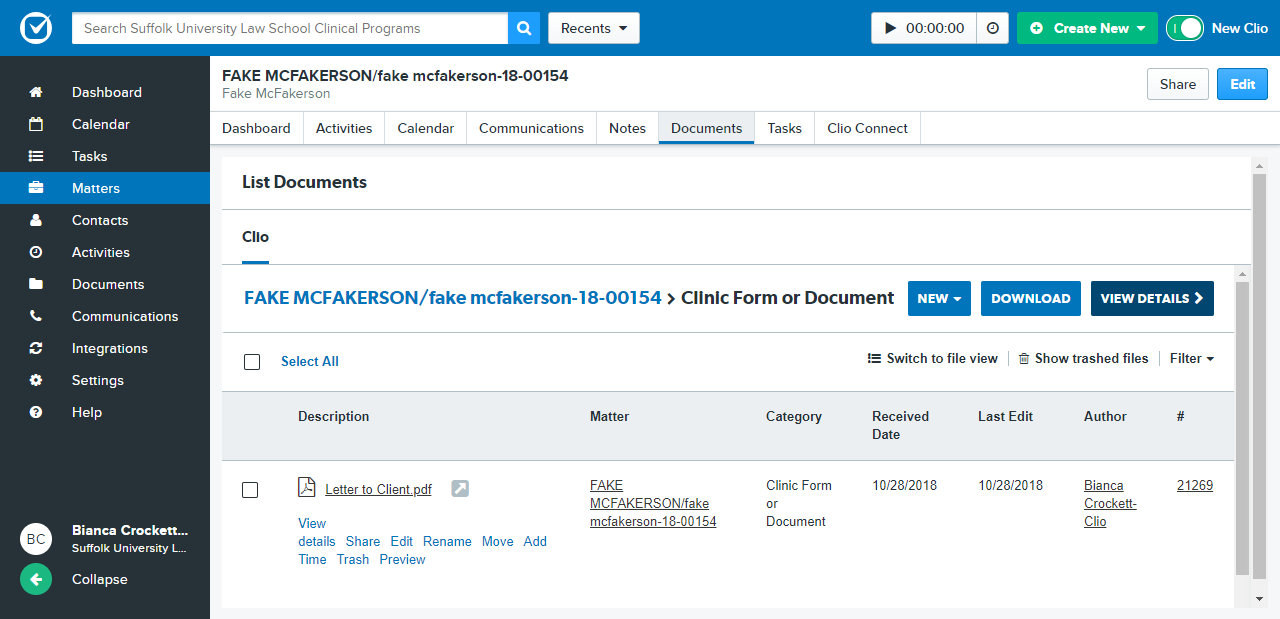 Search Suffolk University Law School Clinical Programs
Recents
00:00:00
Create New
New Clio
Dashboard
Calendar
Tasks
Matters
Contacts
Activities
Documents
Communications
Integrations
Settings
Help
BC
Bianca Crockett...
Suffolk University L...
Collapse
FAKE MCFAKERSON/fake mcfakerson-18-00154
Fake McFakerson
Share
Edit
Dashboard
Activities
Calendar
Communications
Notes
Documents
Tasks
Clio Connect
List Documents
Clio
FAKE MCFAKERSON/fake mcfakerson-18-00154 > Clinic Form or Document
NEW
DOWNLOAD
VIEW DETAILS
Select All
Switch to file view
Show trashed files
Filter
Description
Matter
Category
Received
Date
Last Edit
Author
#
Letter to Client.pdf
View
details Share Edit Rename Move Add
Time Trash Preview
FAKE
MCFAKERSON/fake
mcfakerson-18-00154
Clinic Form
or
Document
10/28/2018
10/28/2018
Bianca
Crockett-
Clio
21269